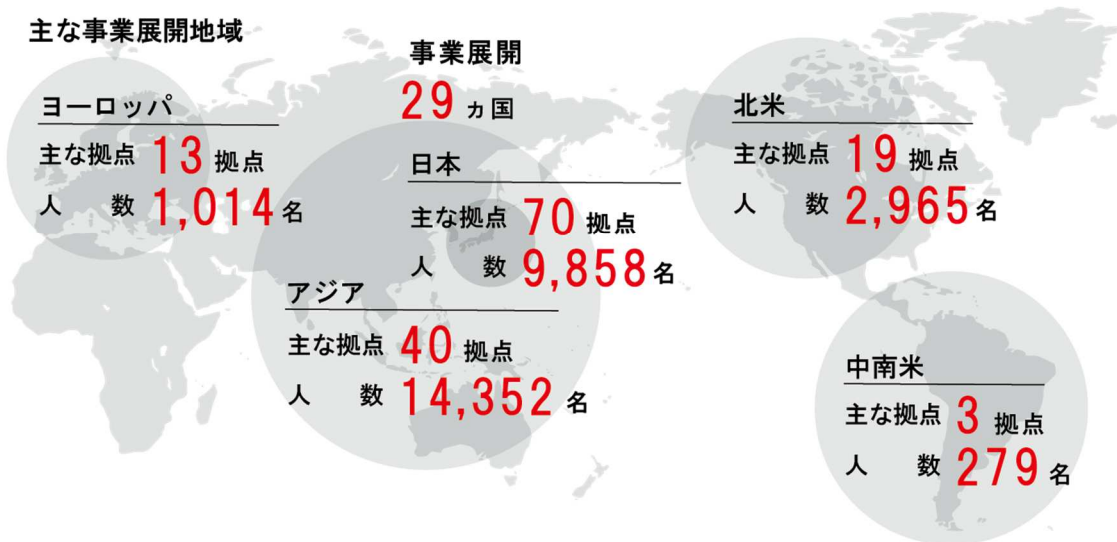 主な事業展開地域
事業展開
29 ヵ国
ヨーロッパ
主な拠点 13 拠点
人 数 1,014 名
日本
主な拠点 70 拠点
人 数 9,858 名
アジア
主な拠点 40 拠点
人 数 14,352 名
北米
主な拠点 19 拠点
人 数 2,965 名
中南米
主な拠点 3 拠点
人 数 279 名